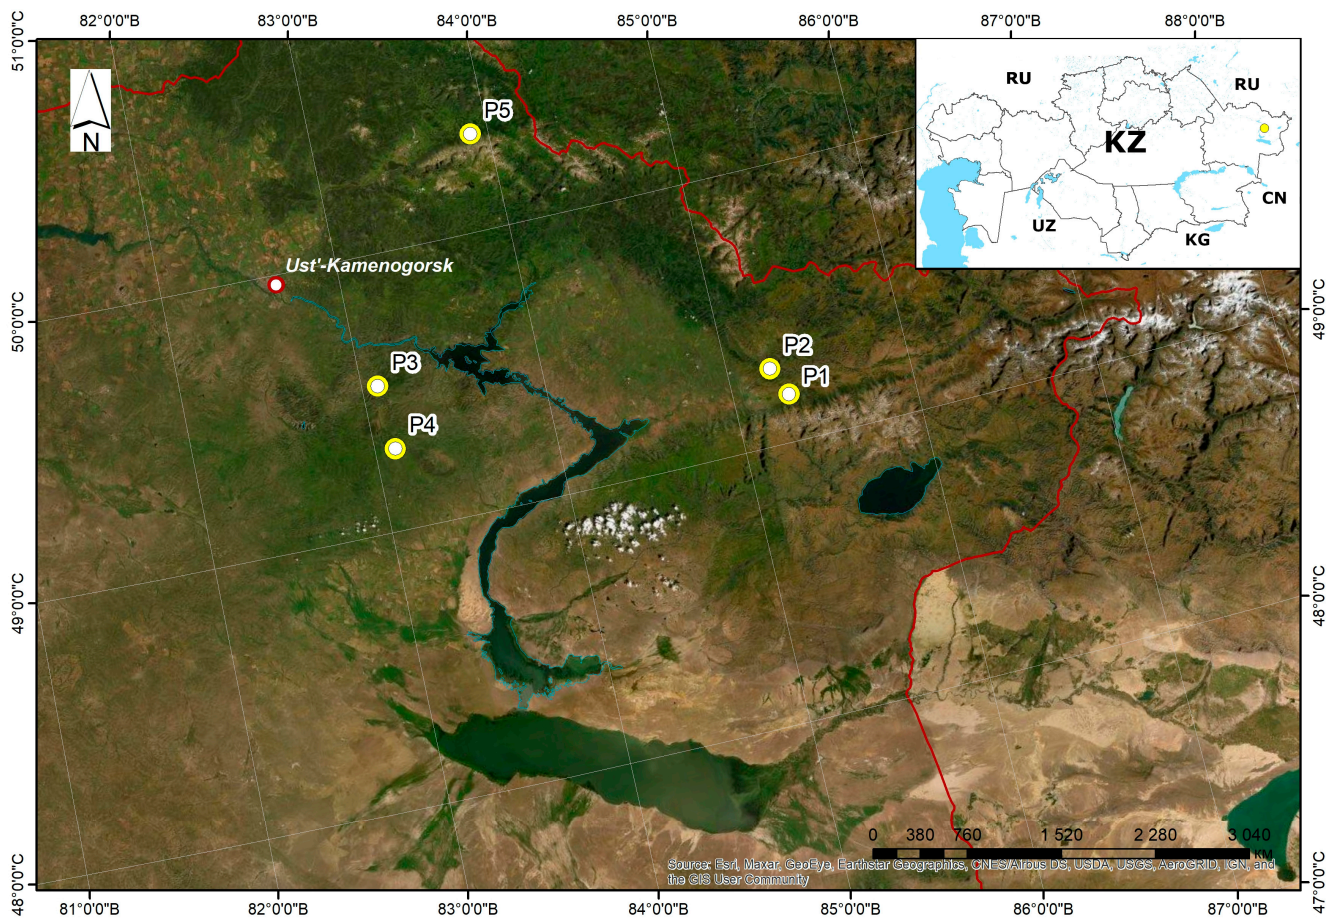 82°0'0"В 83°0'0"В 84°0'0"В 85°0'0"В 86°0'0"В 87°0'0"В 88°0'0"В
51°0'0"С
50°0'0"С
49°0'0"С
48°0'0"С
N
P5
Ust'-Kamenogorsk
P3
P4
P2
P1
RU
RU
KZ
CN
UZ
KG
49°0'0"С
48°0'0"С
47°0'0"С
0 380 760 1 520 2 280 3 040
КМ
Source: Esri, Maxar, GeoEye, Earthstar Geographics, CNES/Airbus DS, USDA, USGS, AeroGRID, IGN, and
the GIS User Community
81°0'0"В 82°0'0"В 83°0'0"В 84°0'0"В 85°0'0"В 86°0'0"В 87°0'0"В